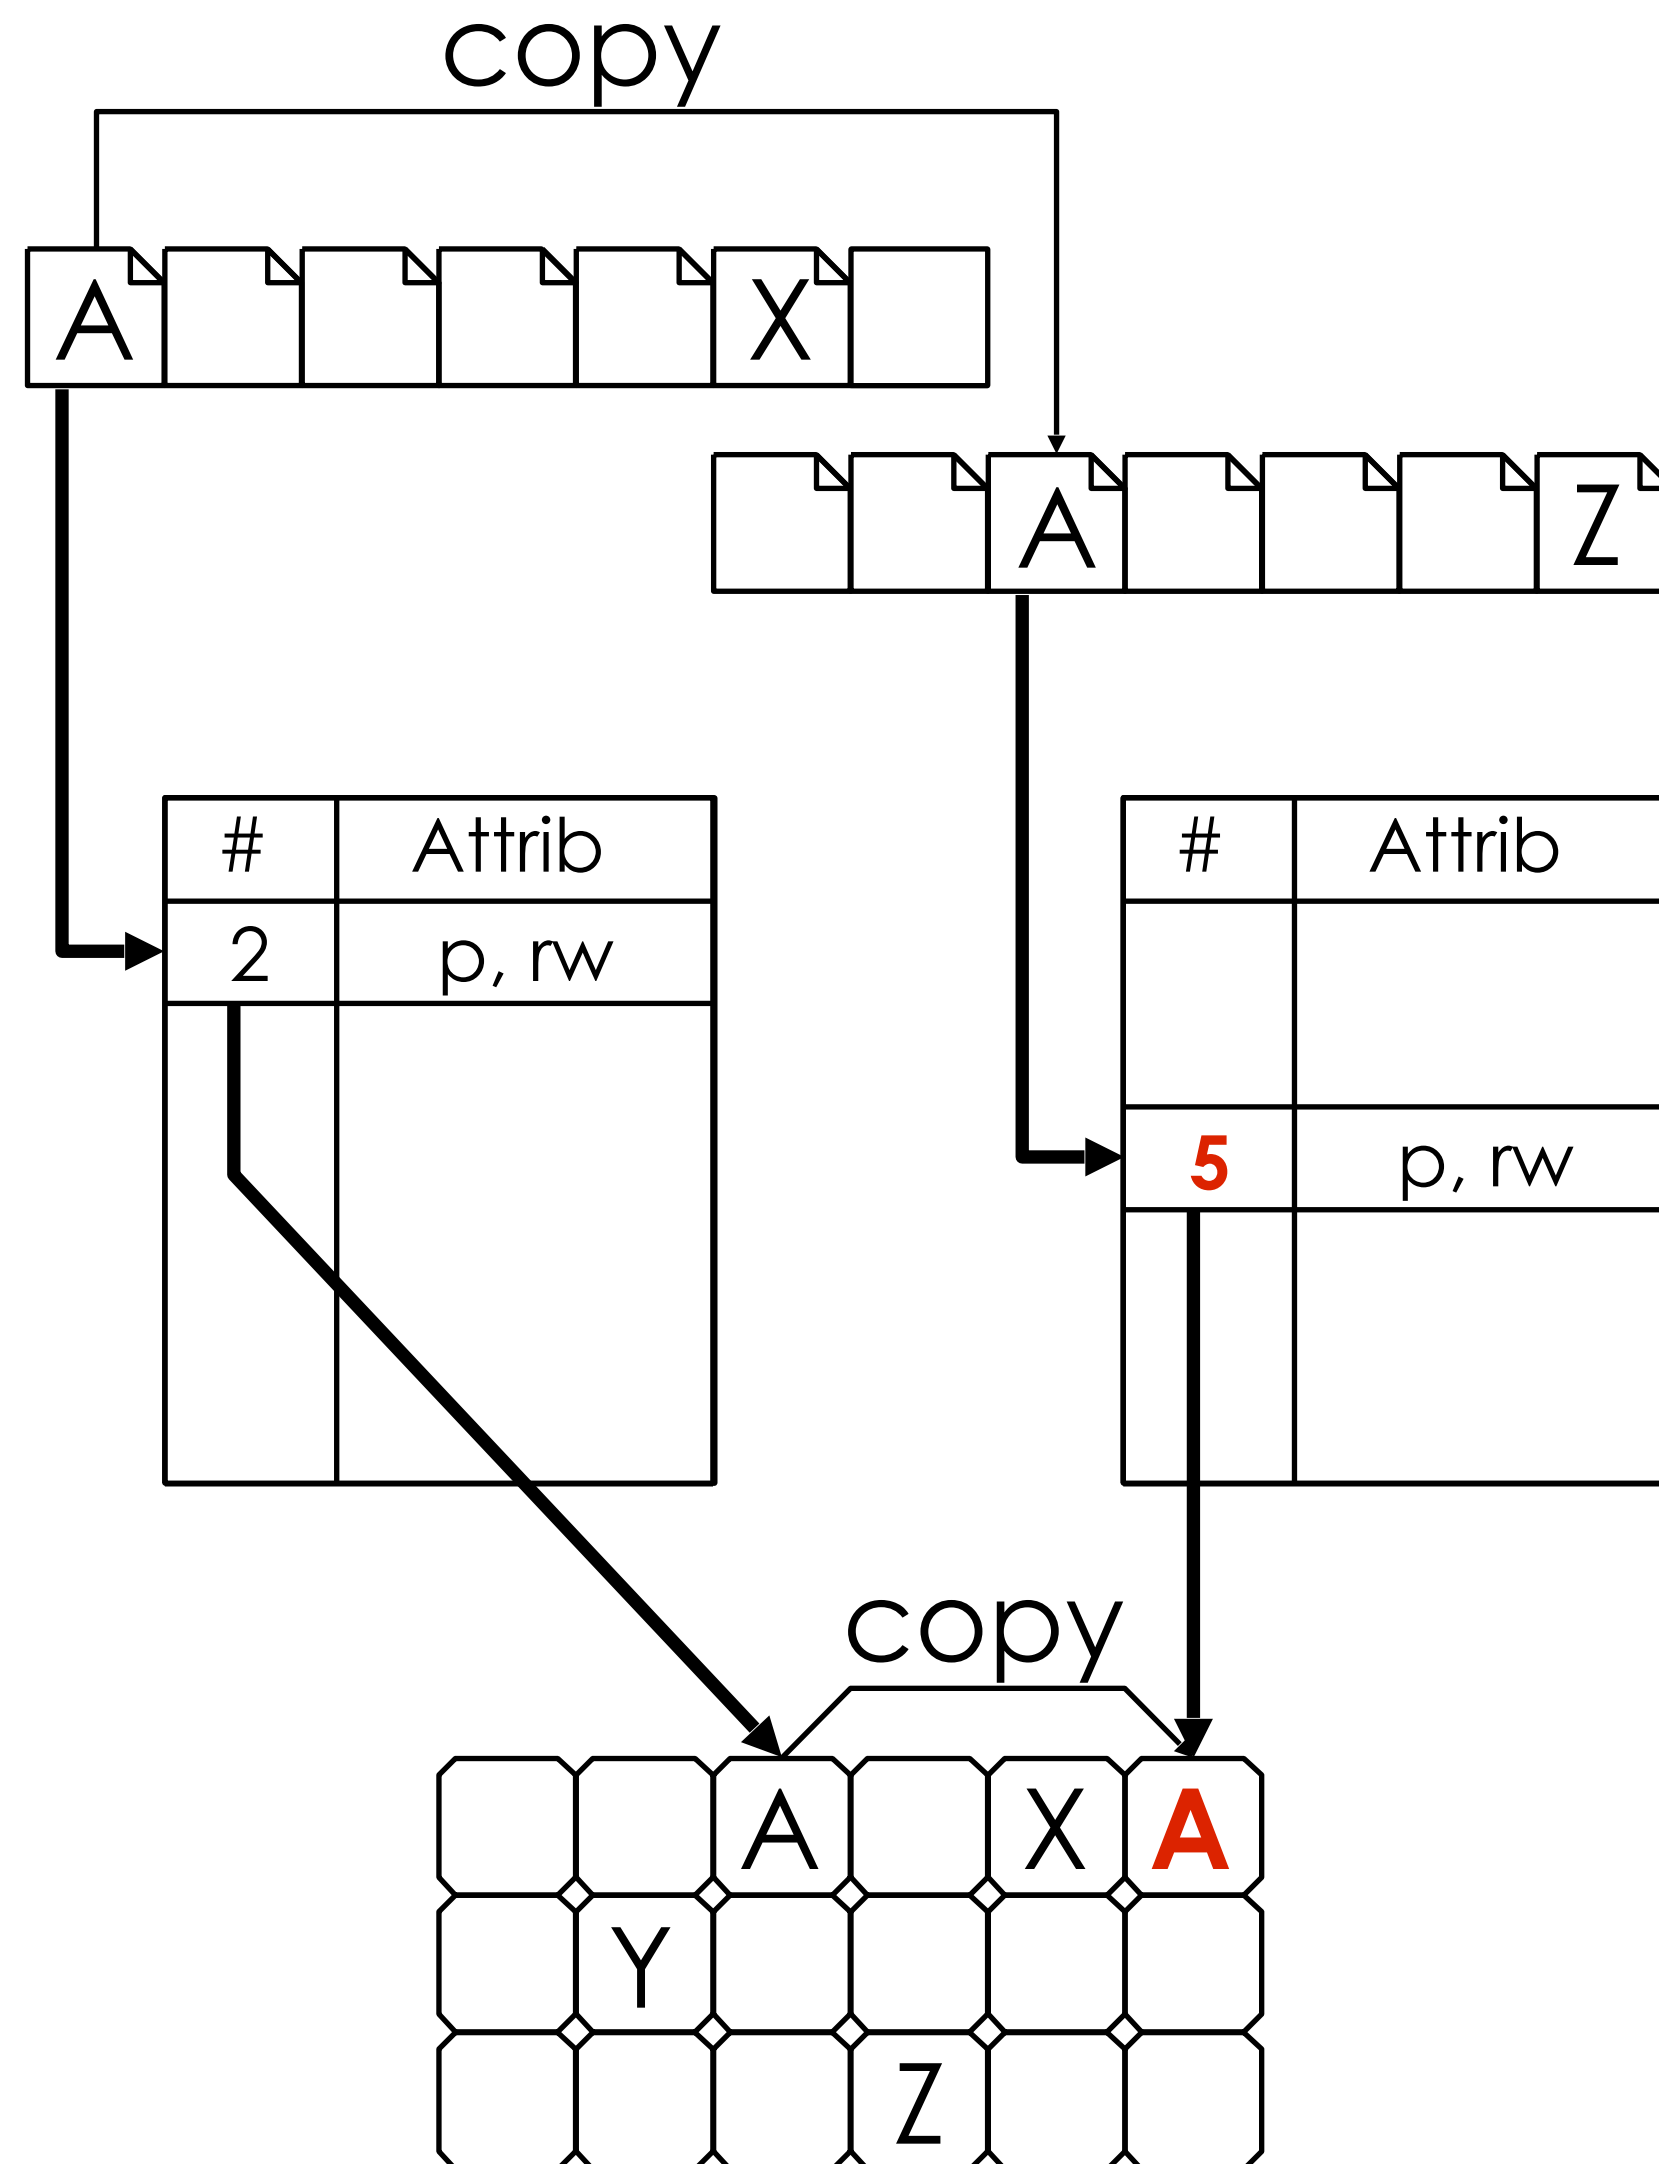 copy
A X
A Z
# Attrib # Attrib
2 p, rw
5 p, rw
copy
A X A
Y
Z